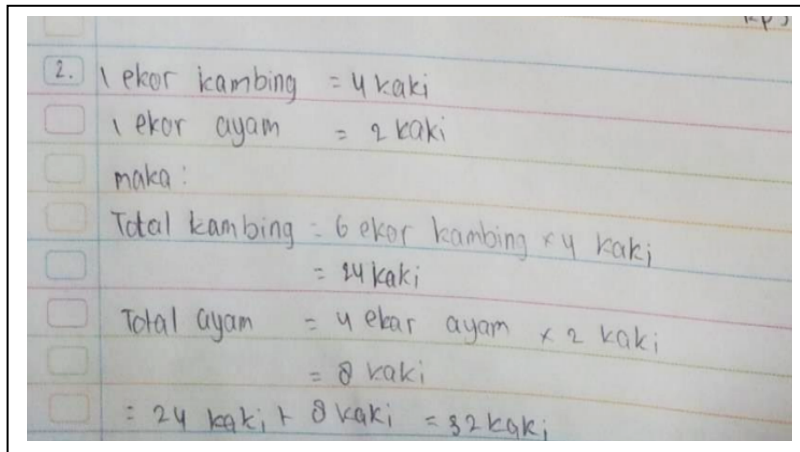 2. 1 ekor kambing = 4 kaki
1 ekor ayam = 2 kaki
maka :
Total kambing = 6 ekor kambing × 4 kaki
= 24 kaki
Total ayam = 4 ekar ayam × 2 kaki
= 8 kaki
= 24 kaki + 8 kaki = 32 kaki